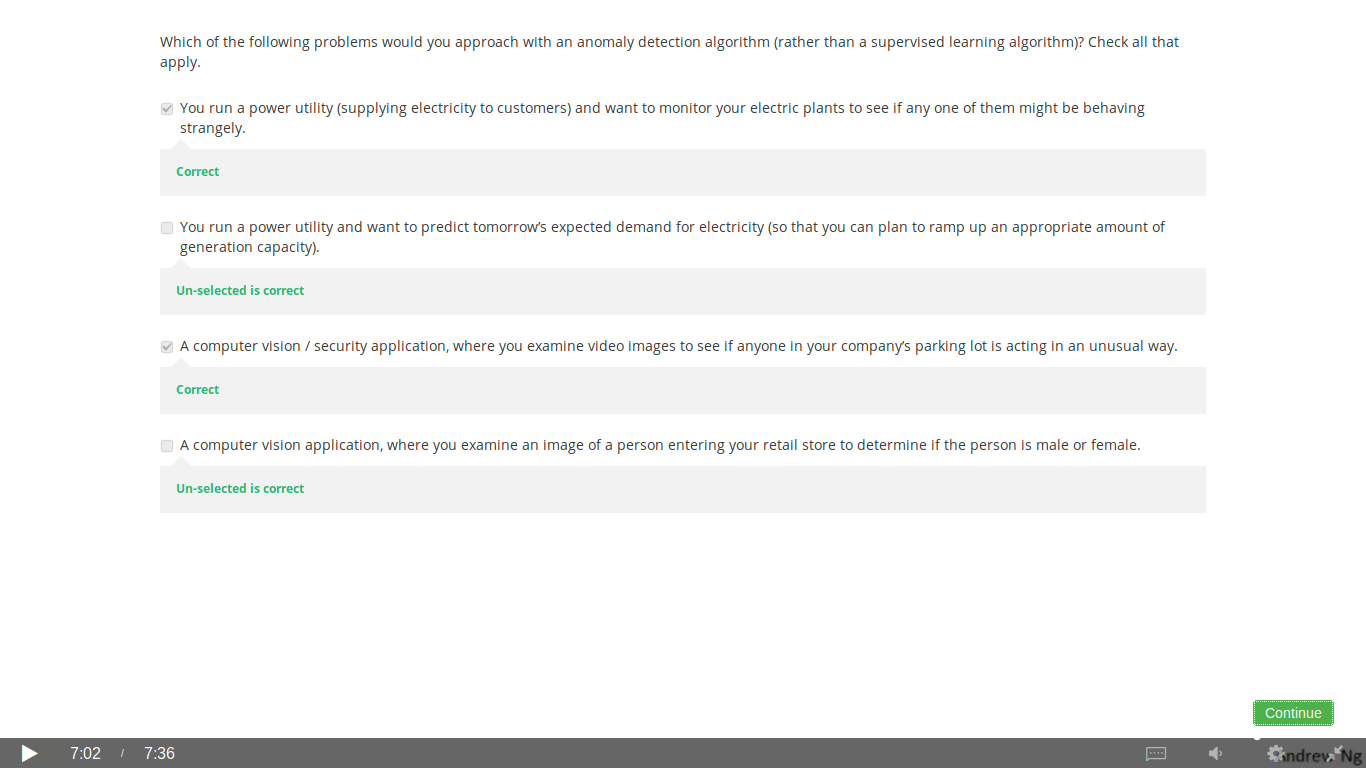 Which of the following problems would you approach with an anomaly detection algorithm (rather than a supervised learning algorithm)? Check all that
apply.
You run a power utility (supplying electricity to customers) and want to monitor your electric plants to see if any one of them might be behaving
strangely.
Correct
You run a power utility and want to predict tomorrow’s expected demand for electricity (so that you can plan to ramp up an appropriate amount of
generation capacity).
Un-selected is correct
A computer vision / security application, where you examine video images to see if anyone in your company’s parking lot is acting in an unusual way.
Correct
A computer vision application, where you examine an image of a person entering your retail store to determine if the person is male or female.
Un-selected is correct
Continue
7:02 / 7:36
Andrew Ng